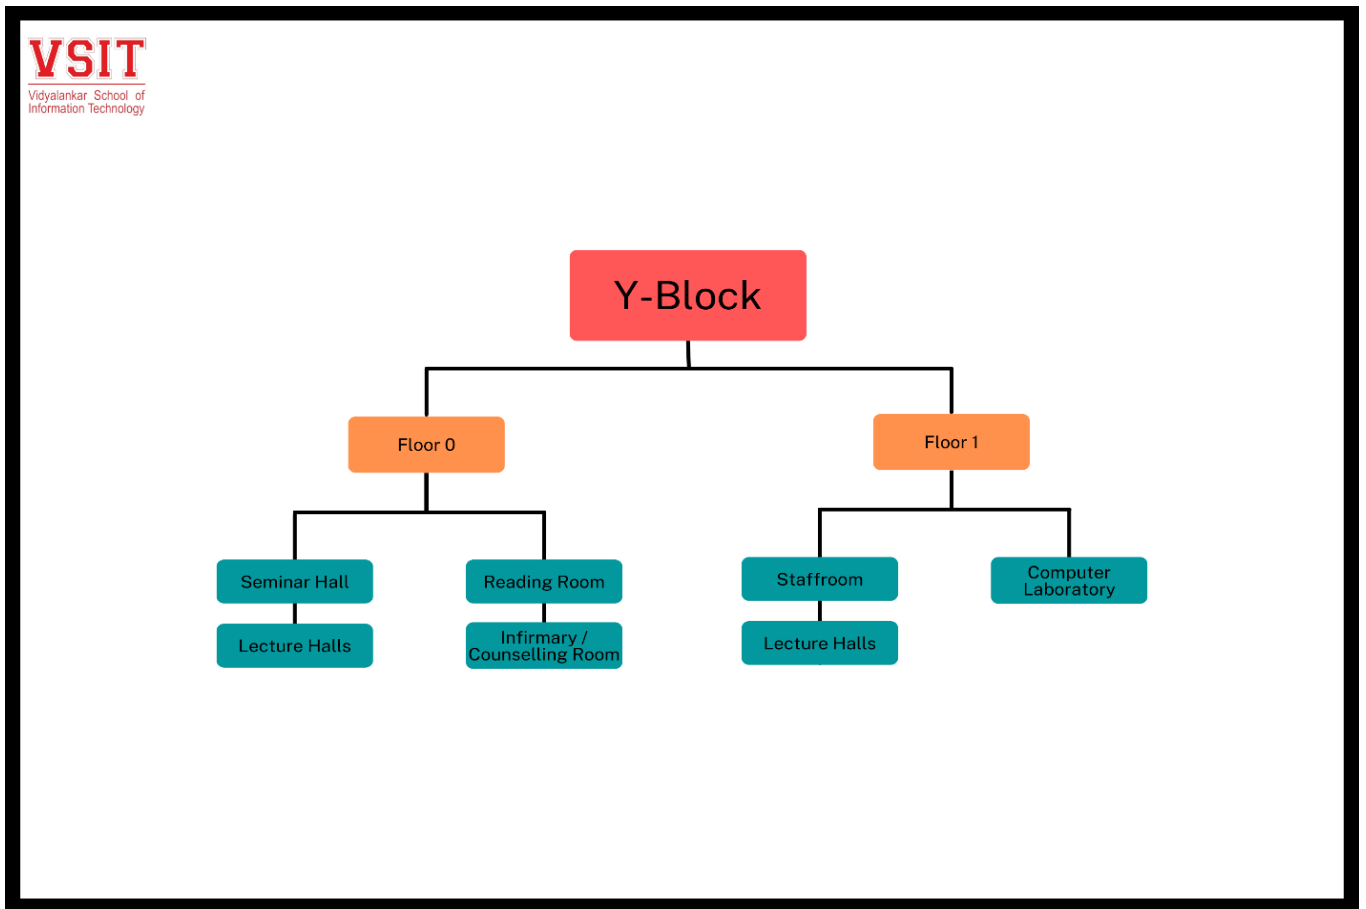 VSIT
Vidyalankar School of
Information Technology
Y-Block
Floor 0
Floor 1
Seminar Hall
Reading Room
Staffroom
Computer
Laboratory
Lecture Halls
Infirmary /
Counselling Room
Lecture Halls